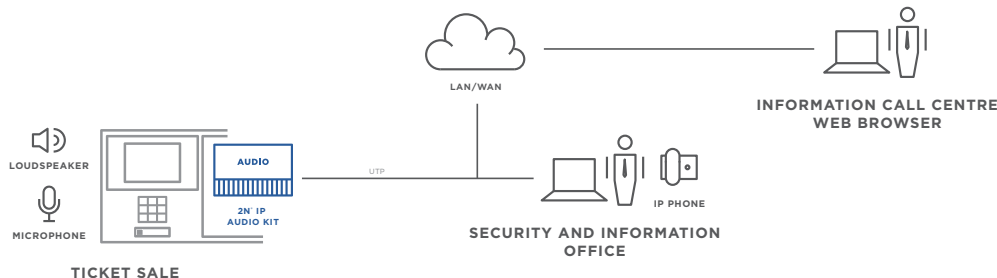 LAN/WAN
INFORMATION CALL CENTRE
WEB BROWSER
LOUDSPEAKER
AUDIO
UTP
2N® IP
AUDIO KIT
IP PHONE
MICROPHONE
SECURITY AND INFORMATION
OFFICE
TICKET SALE